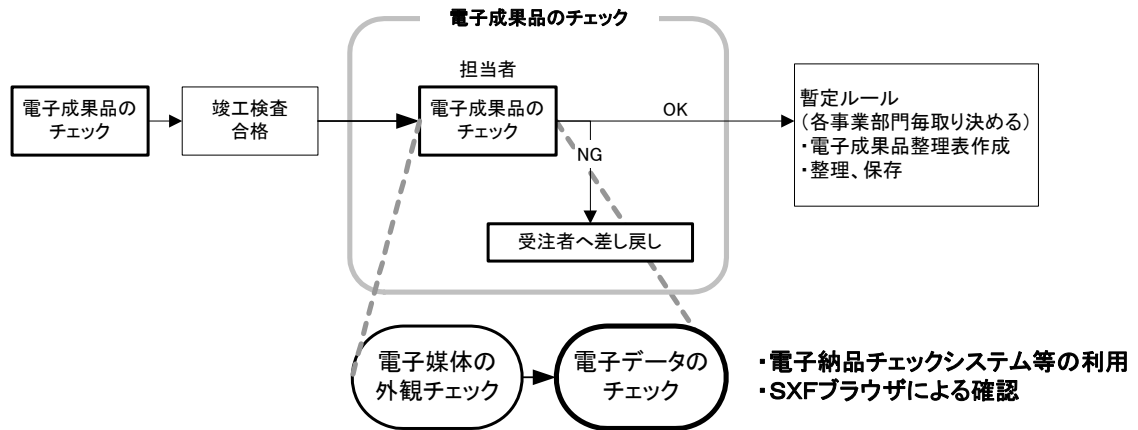 電子成果品のチェック
担当者
電子成果品の
チェック
竣工検査
合格
電子成果品の
チェック
OK
NG
暫定ルール
（各事業部門毎取り決める）
・電子成果品整理表作成
・整理、保存
受注者へ差し戻し
電子媒体の
外観チェック
電子データの
チェック
・電子納品チェックシステム等の利用
・SXFブラウザによる確認